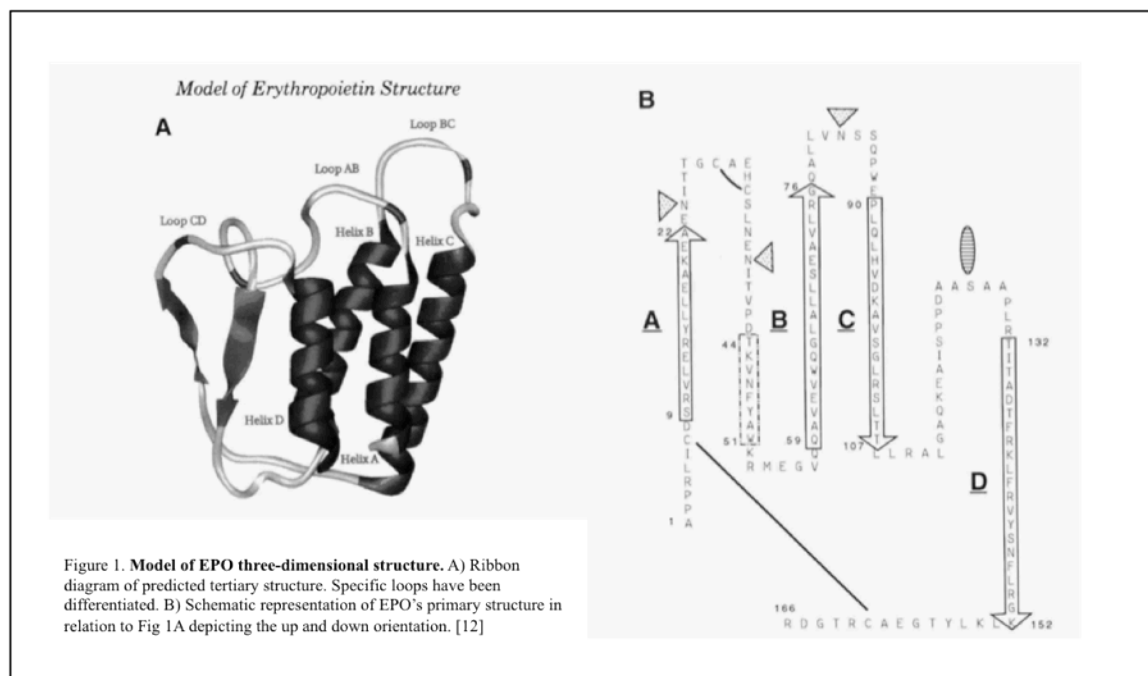 Model of Erythropoietin Structure
A
Loop BC
Loop AB
Loop CD
Helix B
Helix C
Helix D
Helix A
B
T G C A E
T I N E A E K A E L L Y R E L V R S D C I L R P P A
22
9
1
A
H C S L N E N I T V P D T K V N F Y A W K
44
51
R M E G V
L V N S S
L A Q G R L V A E S L L A L G Q W V E V A Q Q
76
59
B
Q P W E P L Q L H V D K A V S G L R S L T T
90
107
C
L L R A L
A A S A A
D P P S I A E K Q A G
P L R T I T A D T F R K L F R V Y S N F L R G
132
D
166
R D G T R C A E G T Y L K L K
152
Figure 1. Model of EPO three-dimensional structure. A) Ribbon
diagram of predicted tertiary structure. Specific loops have been
differentiated. B) Schematic representation of EPO's primary structure in
relation to Fig 1A depicting the up and down orientation. [12]